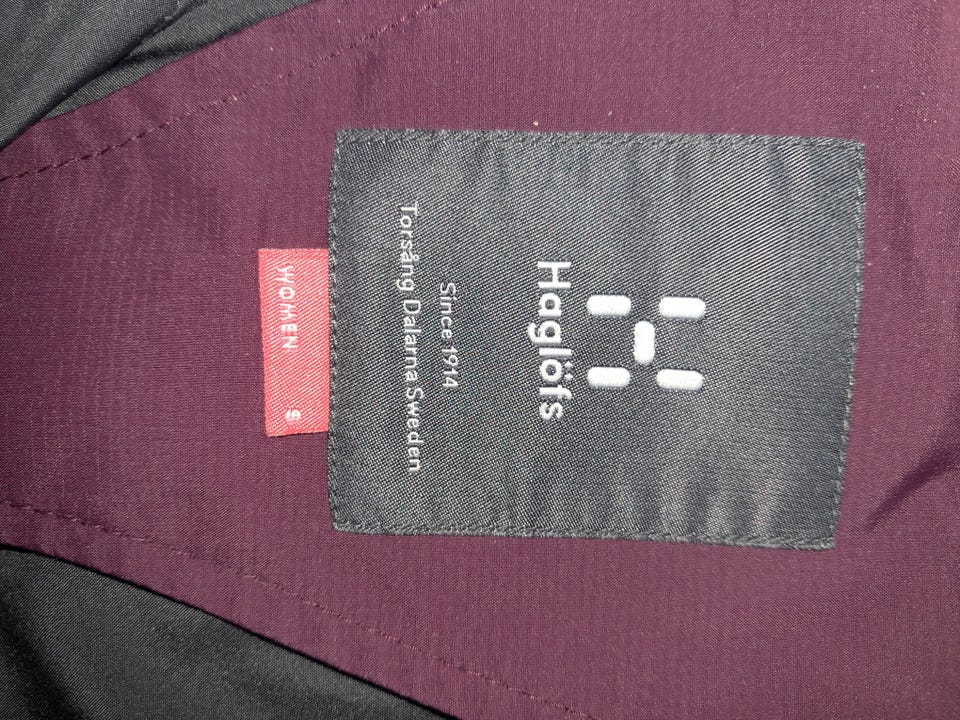 Haglöfs
Since 1914
Torsång Dalarna Sweden
WOMEN S